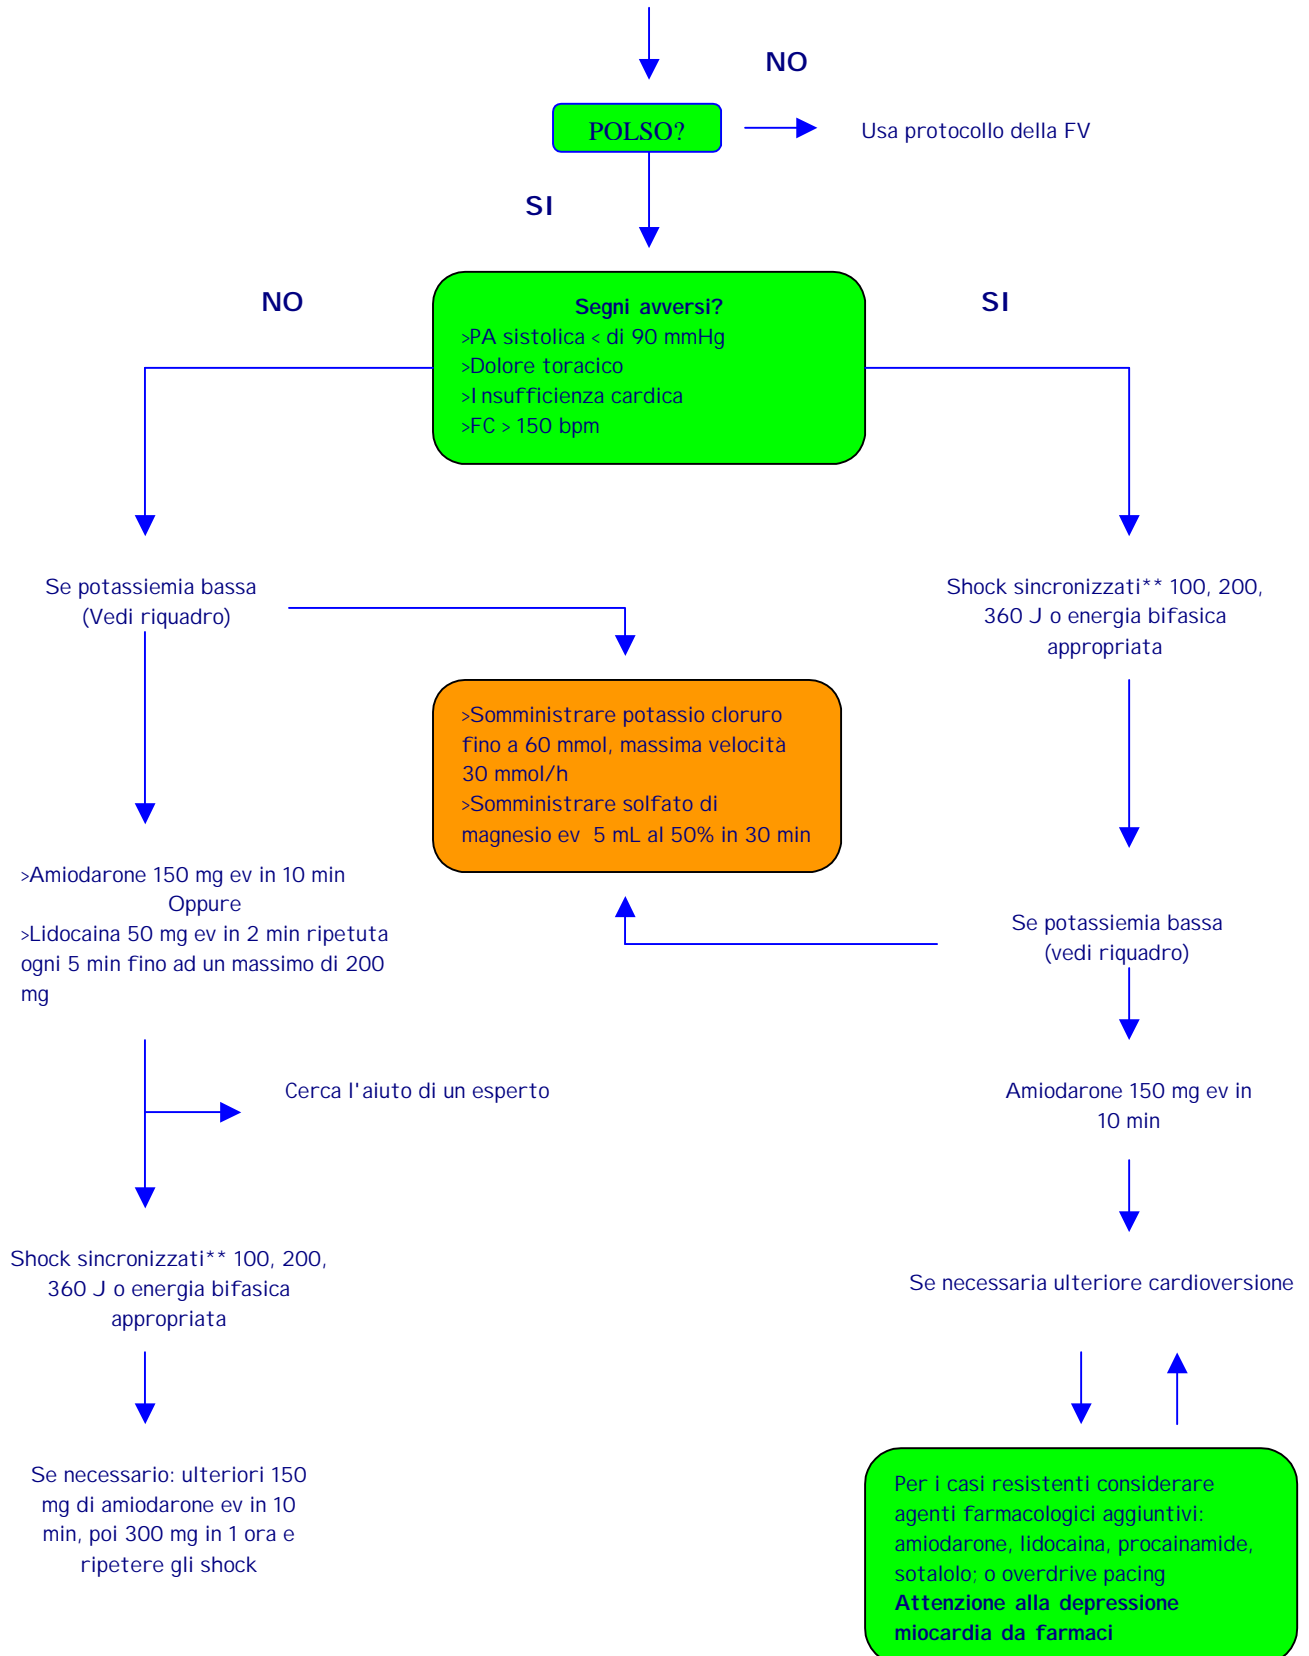 NO
POLSO?
Usa protocollo della FV
SI
NO
Segni avversi?
SI
>PA sistolica < di 90 mmHg
>Dolore toracico
>Insufficienza cardica
>FC > 150 bpm
Se potassiemia bassa
(Vedi riquadro)
Shock sincronizzati** 100, 200,
360 J o energia bifasica
appropriata
>Somministrare potassio cloruro
fino a 60 mmol, massima velocità
30 mmol/h
>Somministrare solfato di
magnesio ev 5 mL al 50% in 30 min
>Amiodarone 150 mg ev in 10 min
Oppure
>Lidocaina 50 mg ev in 2 min ripetuta
ogni 5 min fino ad un massimo di 200
mg
Se potassiemia bassa
(vedi riquadro)
Cerca l'aiuto di un esperto
Amiodarone 150 mg ev in
10 min
Shock sincronizzati** 100, 200,
360 J o energia bifasica
appropriata
Se necessaria ulteriore cardioversione
Se necessario: ulteriori 150
mg di amiodarone ev in 10
min, poi 300 mg in 1 ora e
ripetere gli shock
Per i casi resistenti considerare
agenti farmacologici aggiuntivi:
amiodarone, lidocaina, procainamide,
sotalolo; o overdrive pacing
Attenzione alla depressione
miocardia da farmaci